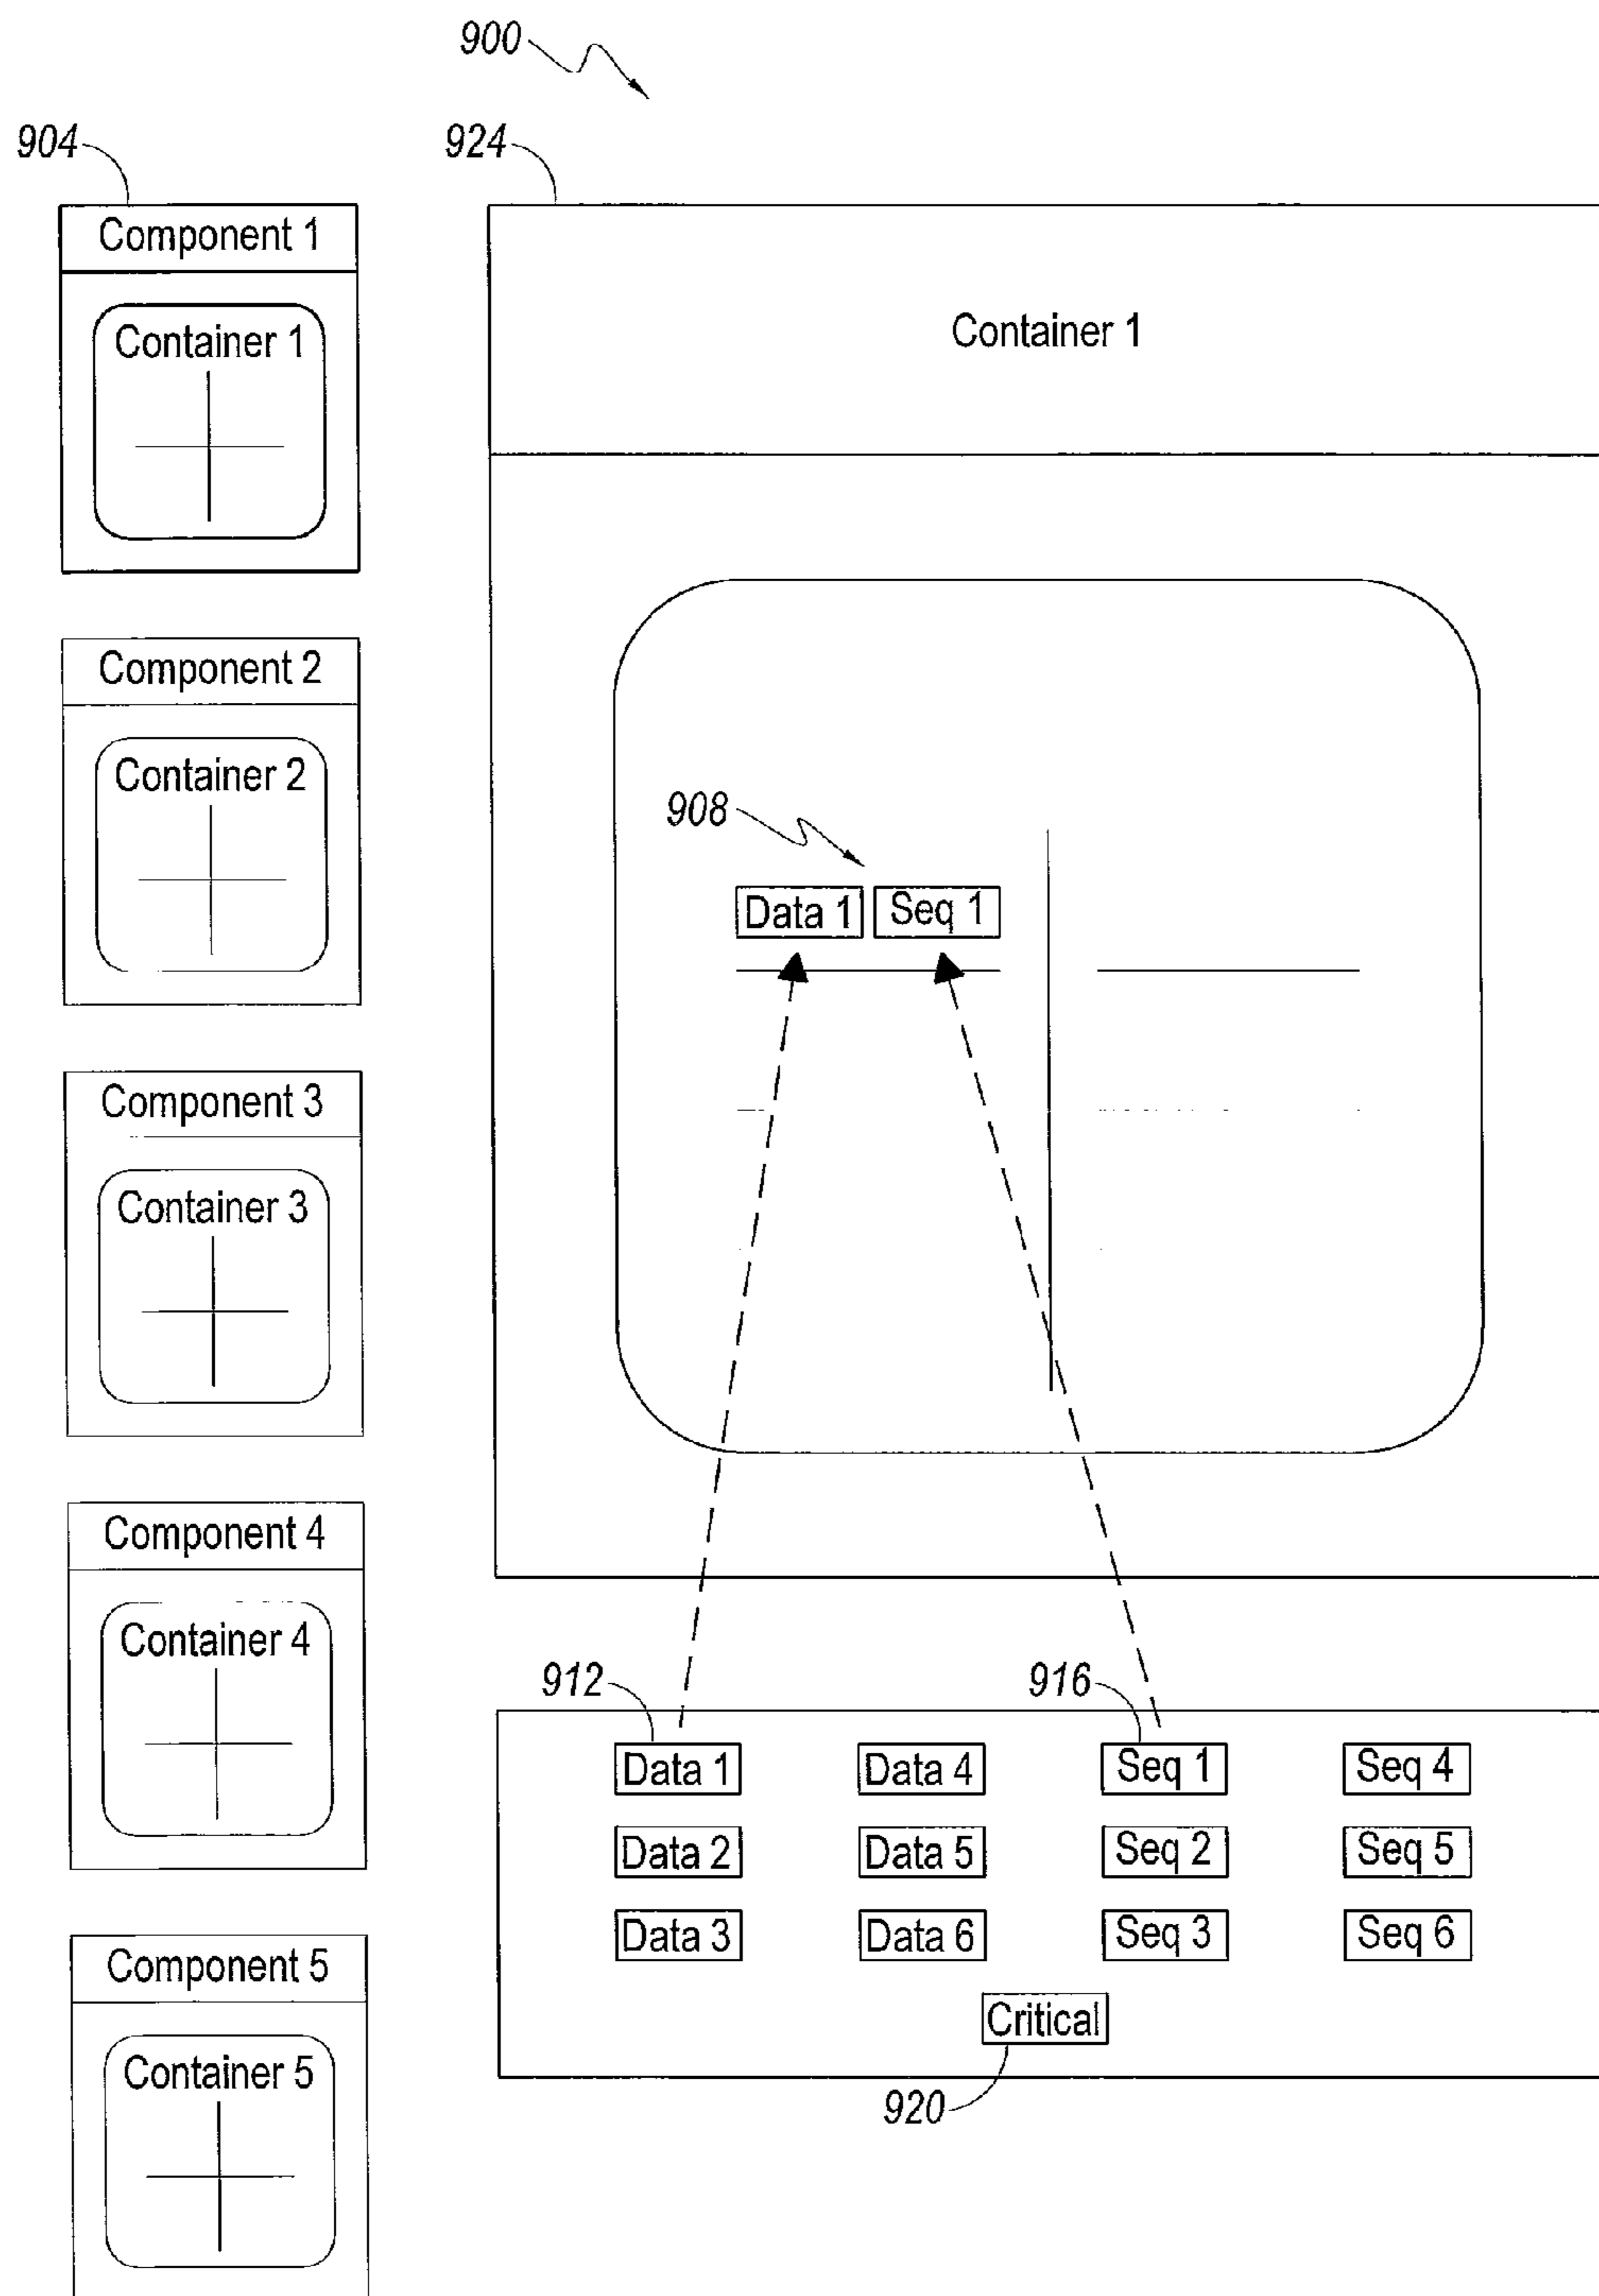 900
904
924
Component 1
Container 1
Container 1
Component 2
Container 2
908
Data 1 Seq 1
Component 3
Container 3
Component 4
Container 4
912
916
Data 1 Data 4 Seq 1 Seq 4
Data 2 Data 5 Seq 2 Seq 5
Data 3 Data 6 Seq 3 Seq 6
Component 5
Critical
Container 5
920